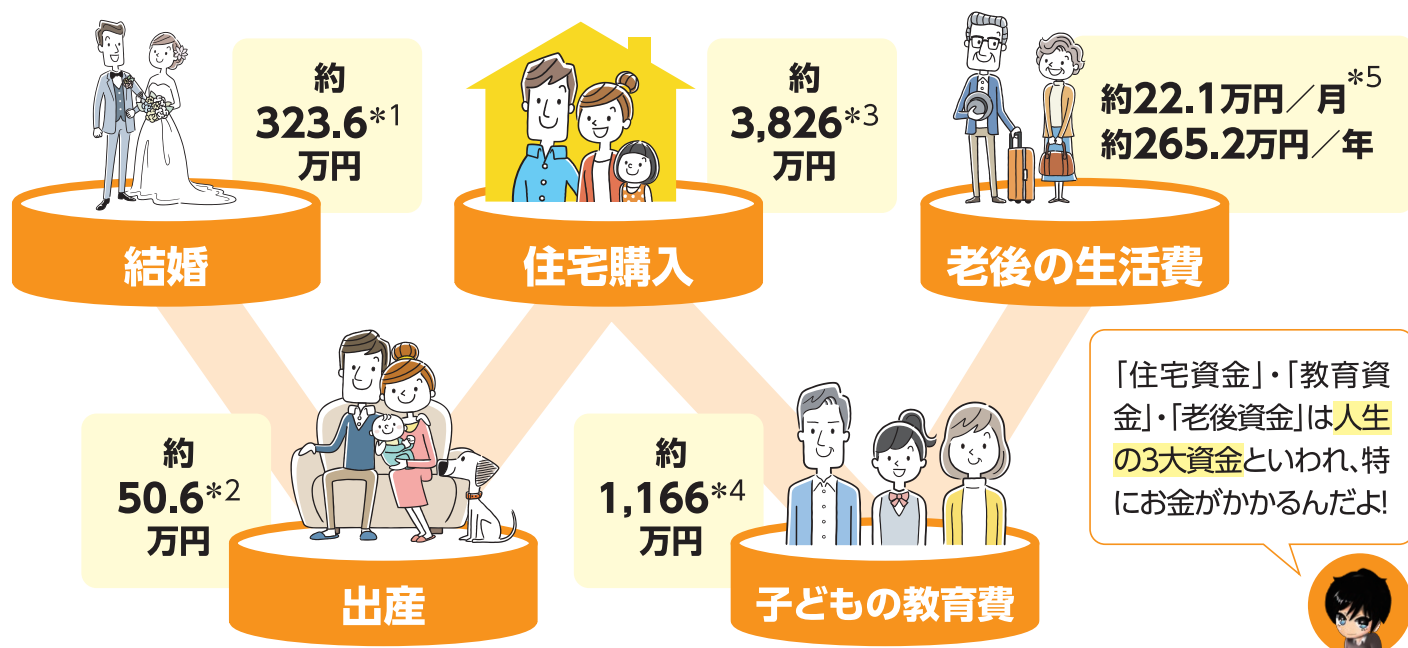 約
323.6*1
万円
結婚
約
3,826*3
万円
住宅購入
約22.1万円／月*5
約265.2万円／年
老後の生活費
約
50.6*2
万円
出産
約
1,166*4
万円
子どもの教育費
「住宅資金」・「教育資
金」・「老後資金」は人生
の3大資金といわれ、特
にお金がかかるんだよ!